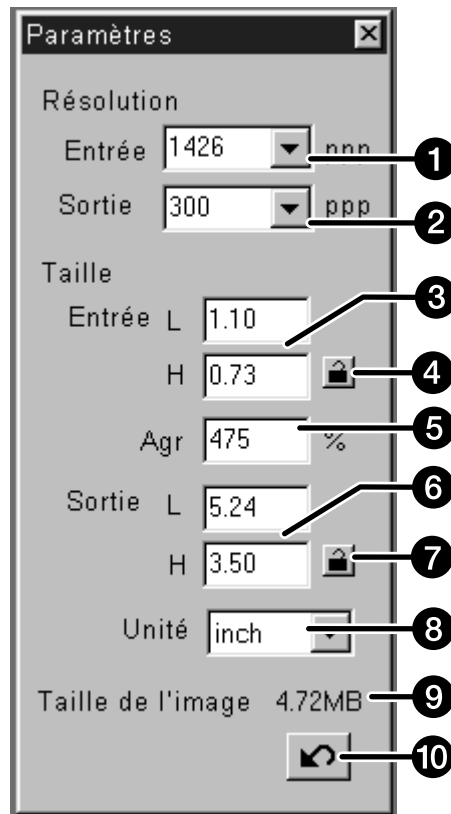 Paramètres
Résolution
Entrée 1426 ppp 1
Sortie 300 ppp 2
Taille
3
Entrée L 1.10
H 0.73 4
Agr 475 % 5
6
Sortie L 5.24
H 3.50 7
Unité inch 8
Taille de l'image 4.72MB 9
10